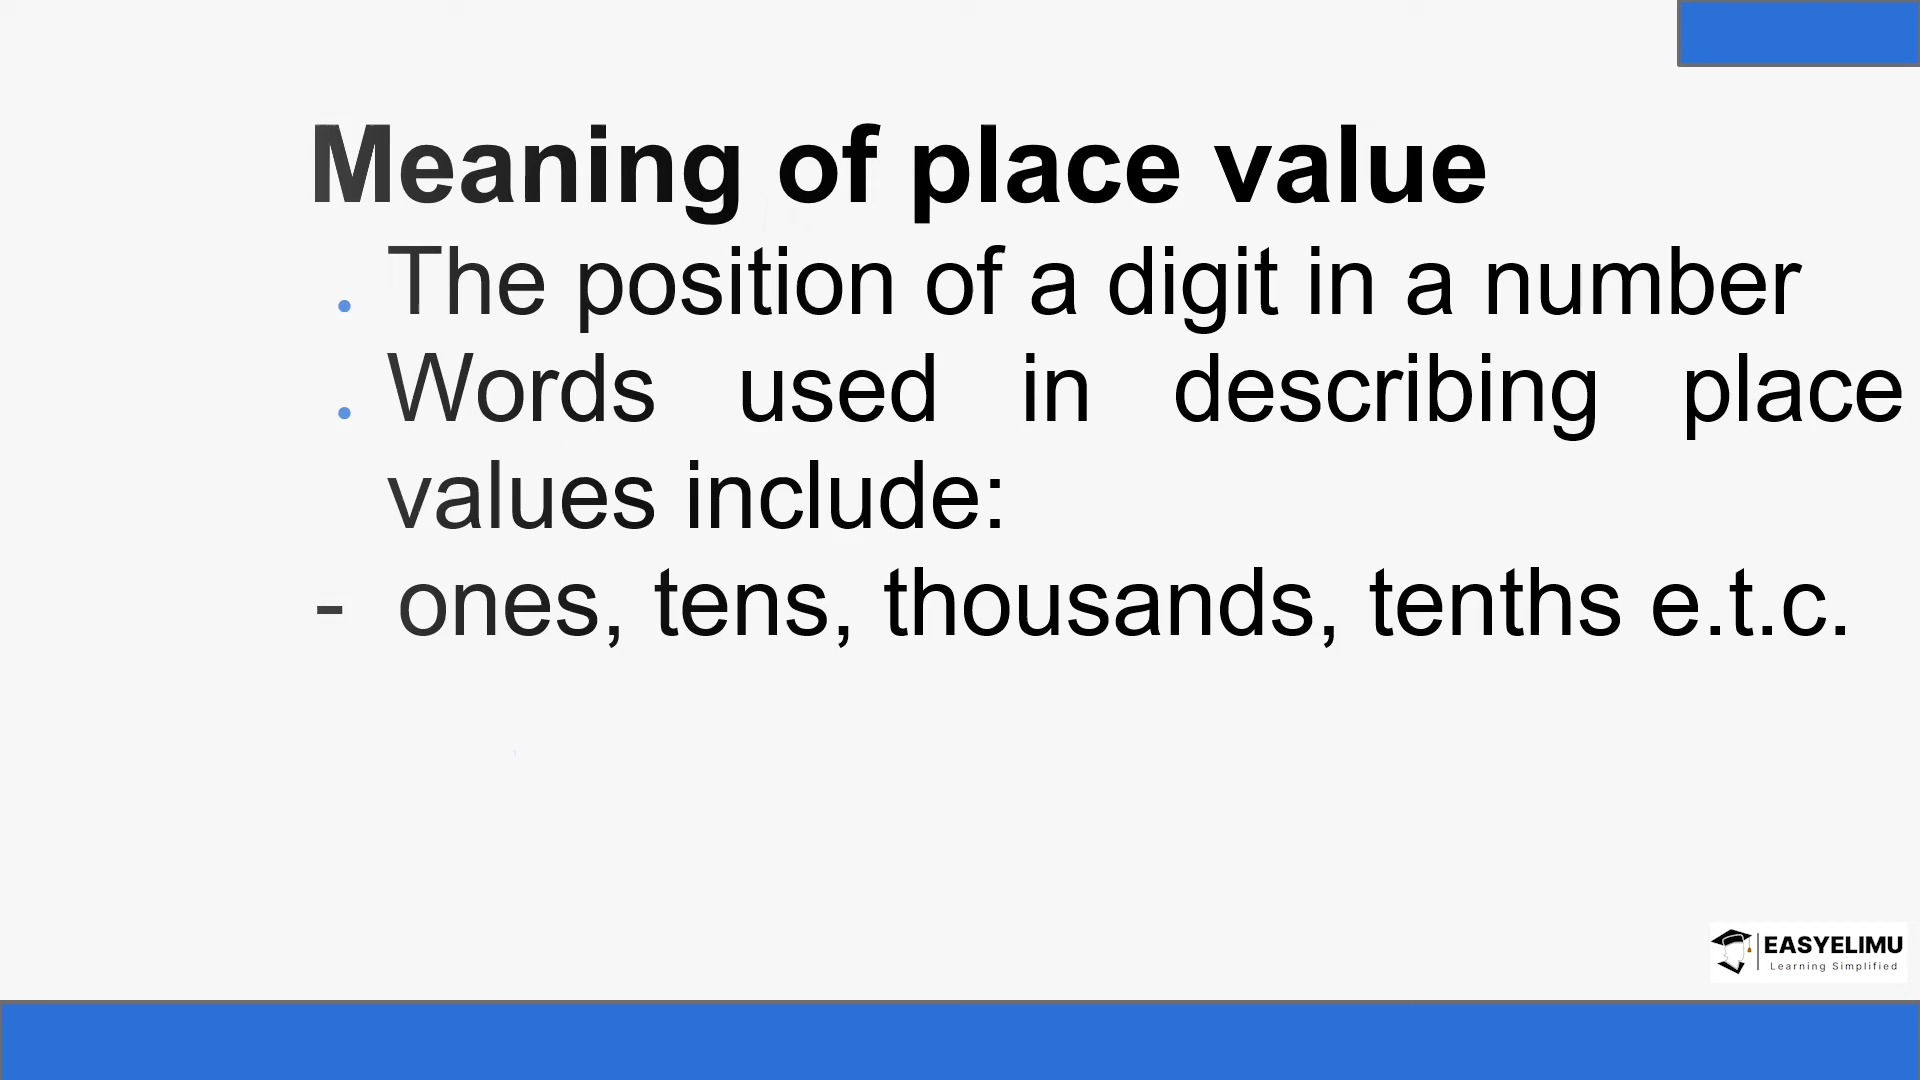 Meaning of place value
. The position of a digit in a number
. Words used in describing place
values include:
- ones, tens, thousands, tenths e.t.c.
EASYELIMU
Learning Simplified